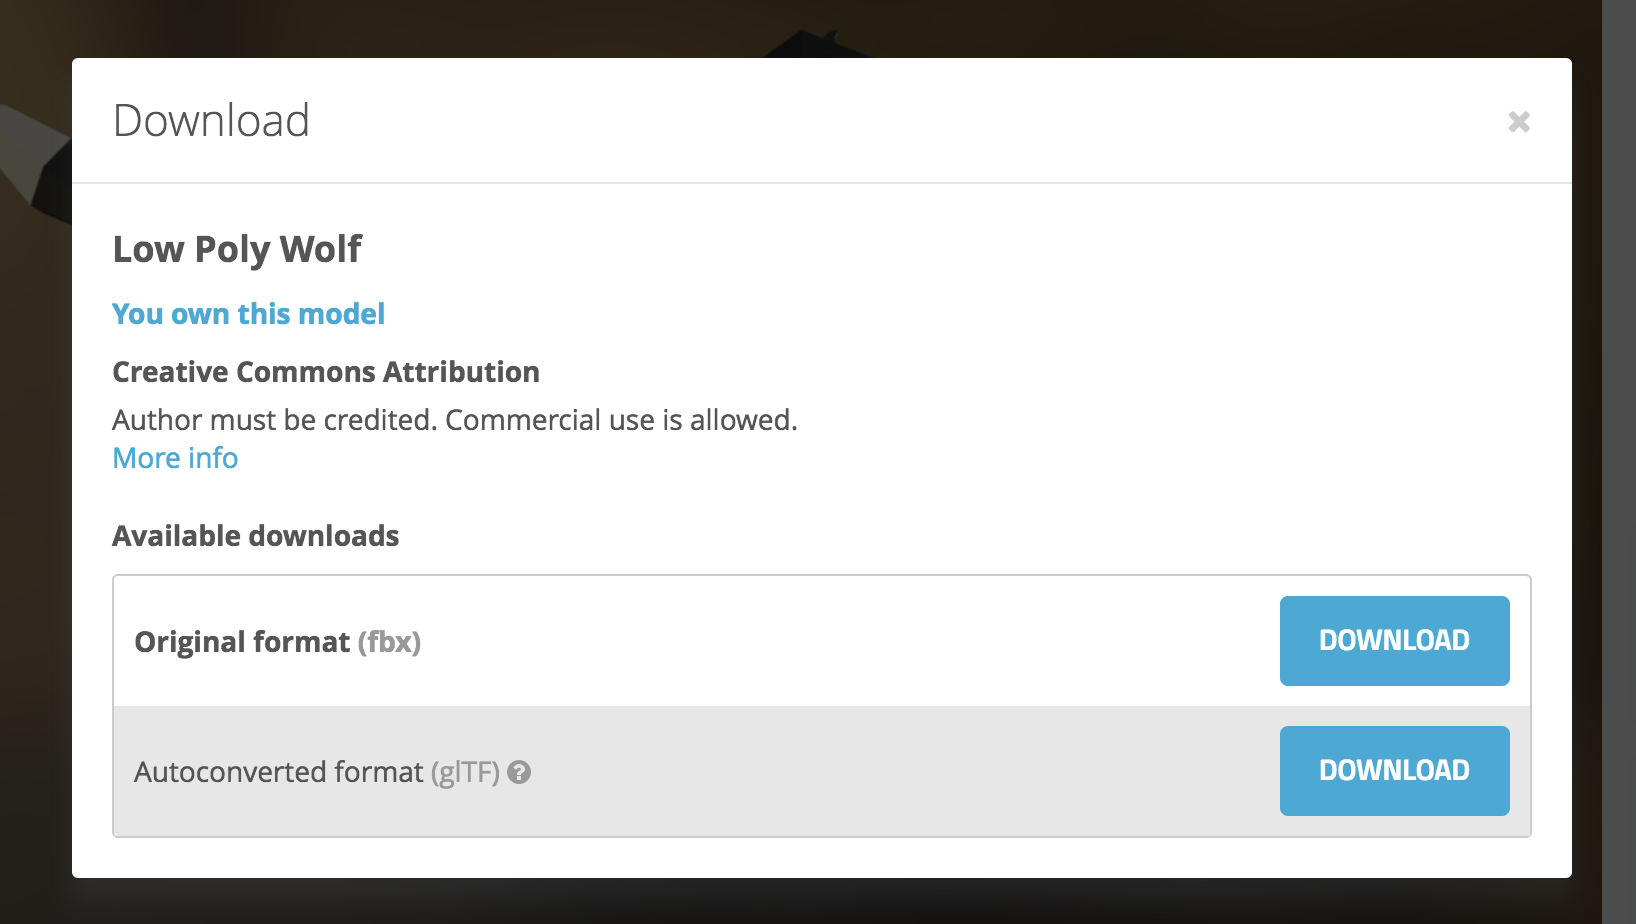 Download
Low Poly Wolf
You own this model
Creative Commons Attribution
Author must be credited. Commercial use is allowed.
More info
Available downloads
Original format (fbx)
DOWNLOAD
Autoconverted format (glTF)
DOWNLOAD